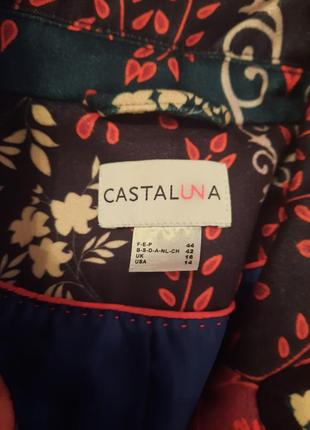 CASTALUNA
F-E-P 44
B-S-D-A-NL-CH 42
UK 16
USA 14